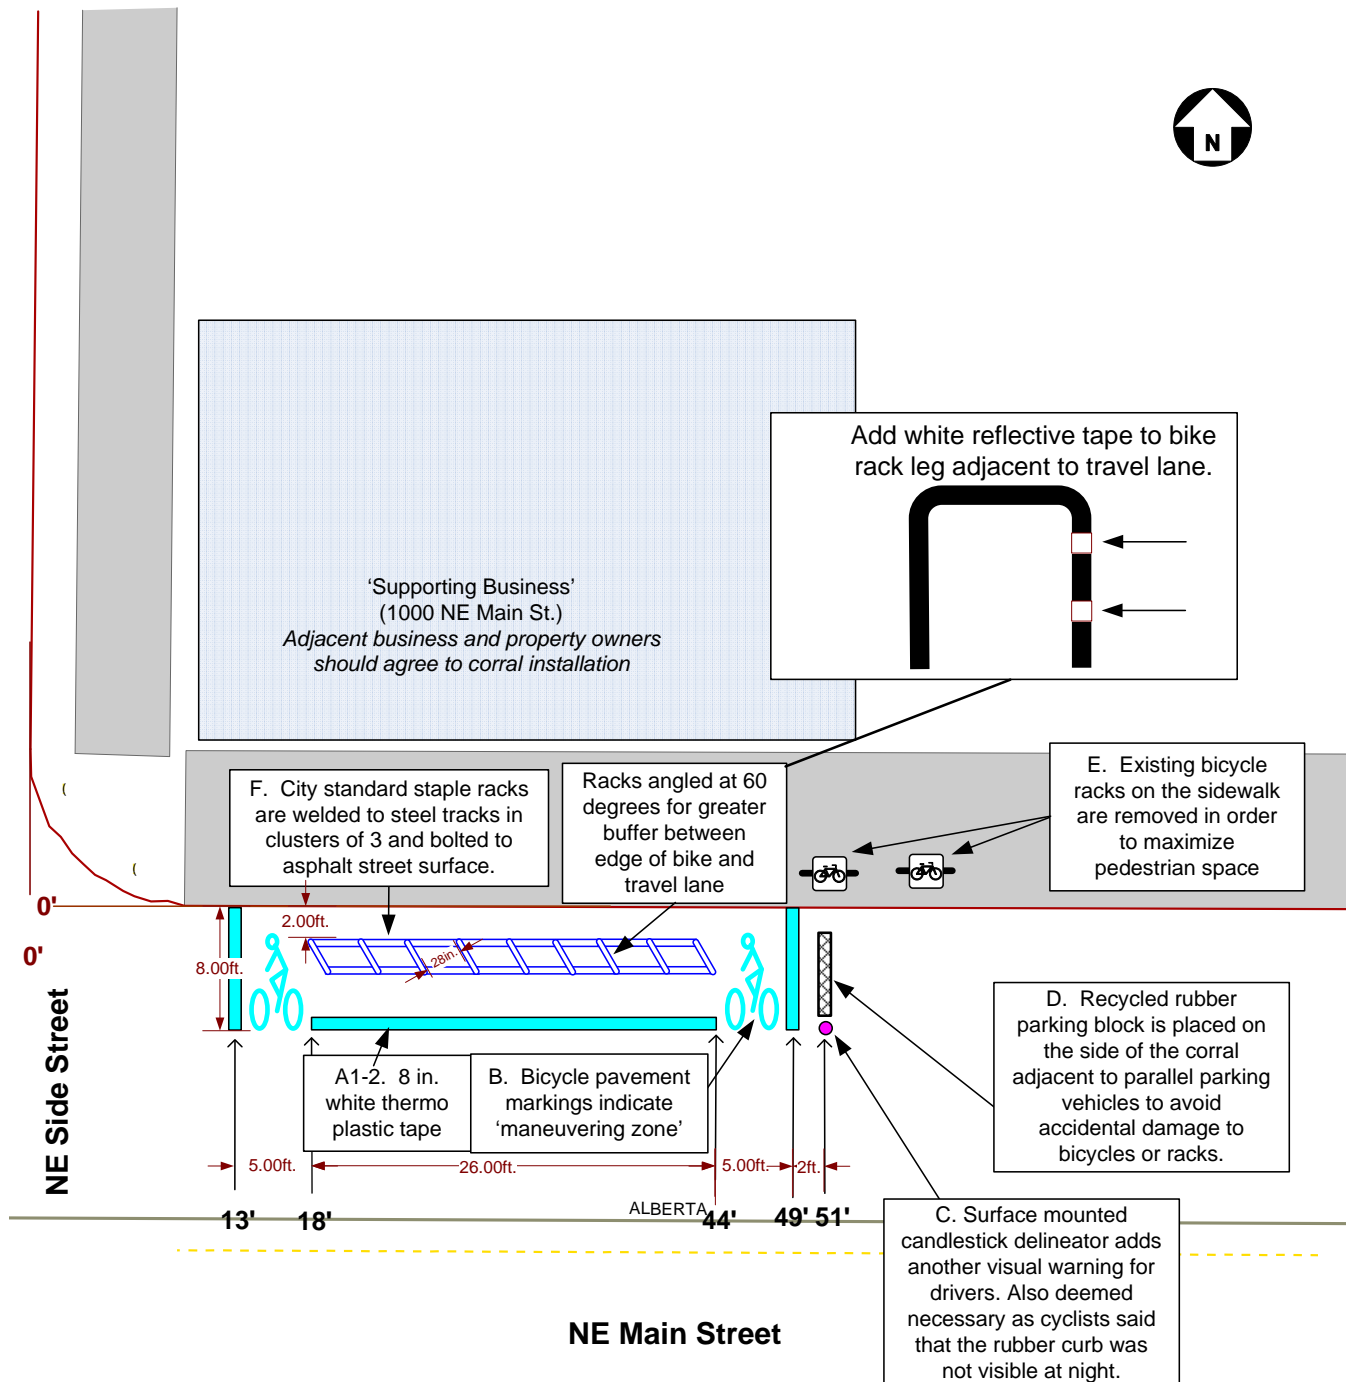 N
Add white reflective tape to bike
rack leg adjacent to travel lane.
'Supporting Business'
(1000 NE Main St.)
Adjacent business and property owners
should agree to corral installation
F. City standard staple racks
are welded to steel tracks in
clusters of 3 and bolted to
asphalt street surface.
Racks angled at 60
degrees for greater
buffer between
edge of bike and
travel lane
E. Existing bicycle
racks on the sidewalk
are removed in order
to maximize
pedestrian space
0'
0'
2.00ft.
8.00ft.
28in.
NE Side Street
A1-2. 8 in.
white thermo
plastic tape
B. Bicycle pavement
markings indicate
'maneuvering zone'
D. Recycled rubber
parking block is placed on
the side of the corral
adjacent to parallel parking
vehicles to avoid
accidental damage to
bicycles or racks.
5.00ft.
26.00ft.
5.00ft.
2ft.
13'
18'
ALBERTA
44'
49'
51'
C. Surface mounted
candlestick delineator adds
another visual warning for
drivers. Also deemed
necessary as cyclists said
that the rubber curb was
not visible at night.
NE Main Street